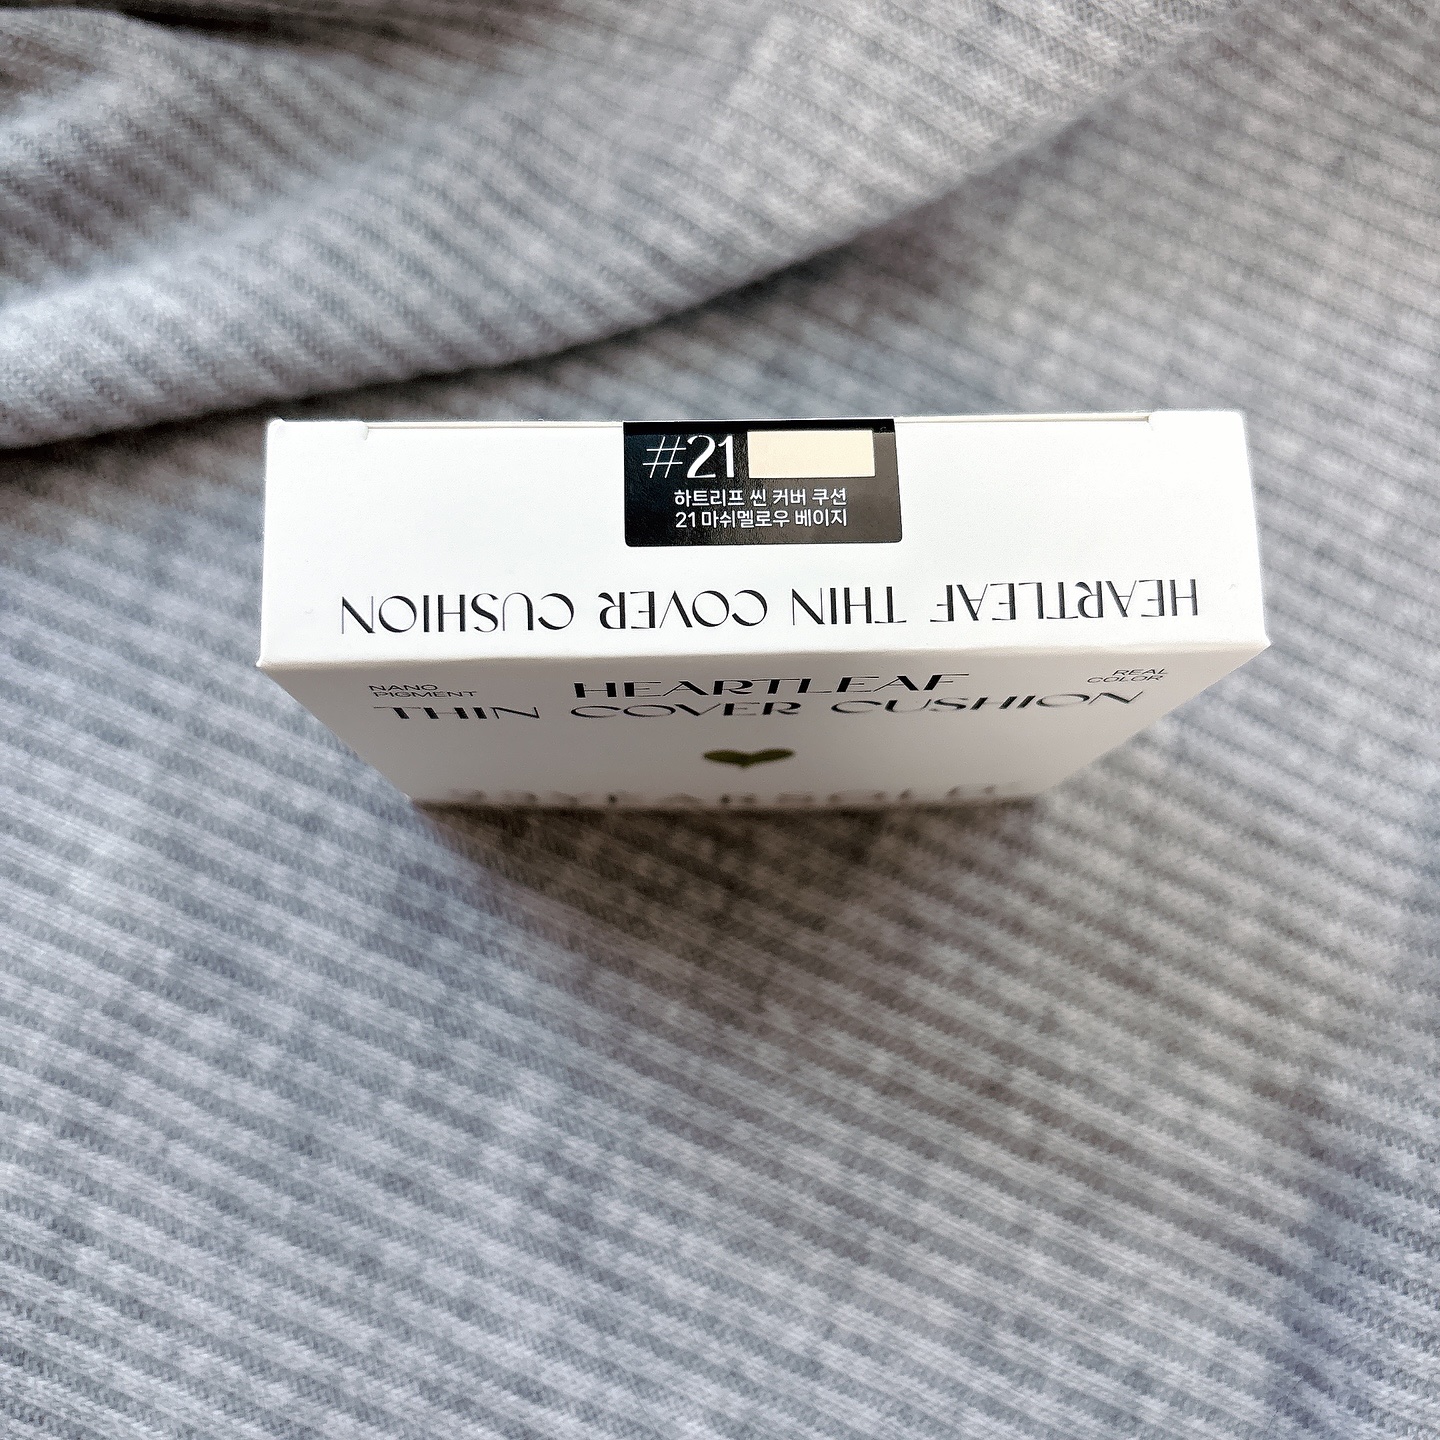 #21
하트리프 씬 커버 쿠션
21 마쉬멜로우 베이지
HEARTLEAF THIN COVER CUSHION
NANO
PIGMENT
REAL
COLOR
HEARTLEAF
THIN COVER CUSHION